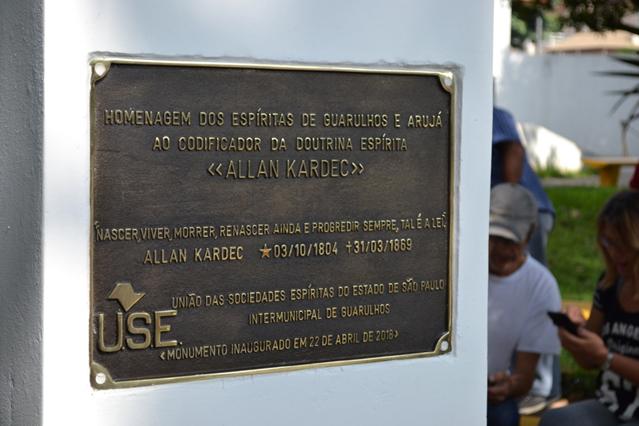 HOMENAGEM DOS ESPÍRITAS DE GUARULHOS E ARUJÁ
AO CODIFICADOR DA DOUTRINA ESPÍRITA
«ALLAN KARDEC»
"NASCER, VIVER, MORRER, RENASCER AINDA E PROGREDIR SEMPRE, TAL É A LEI."
ALLAN KARDEC ★03/10/1804 †31/03/1869
UNIÃO DAS SOCIEDADES ESPÍRITAS DO ESTADO DE SÃO PAULO
INTERMUNICIPAL DE GUARULHOS
U.S.E
<MONUMENTO INAUGURADO EM 22 DE ABRIL DE 2018>